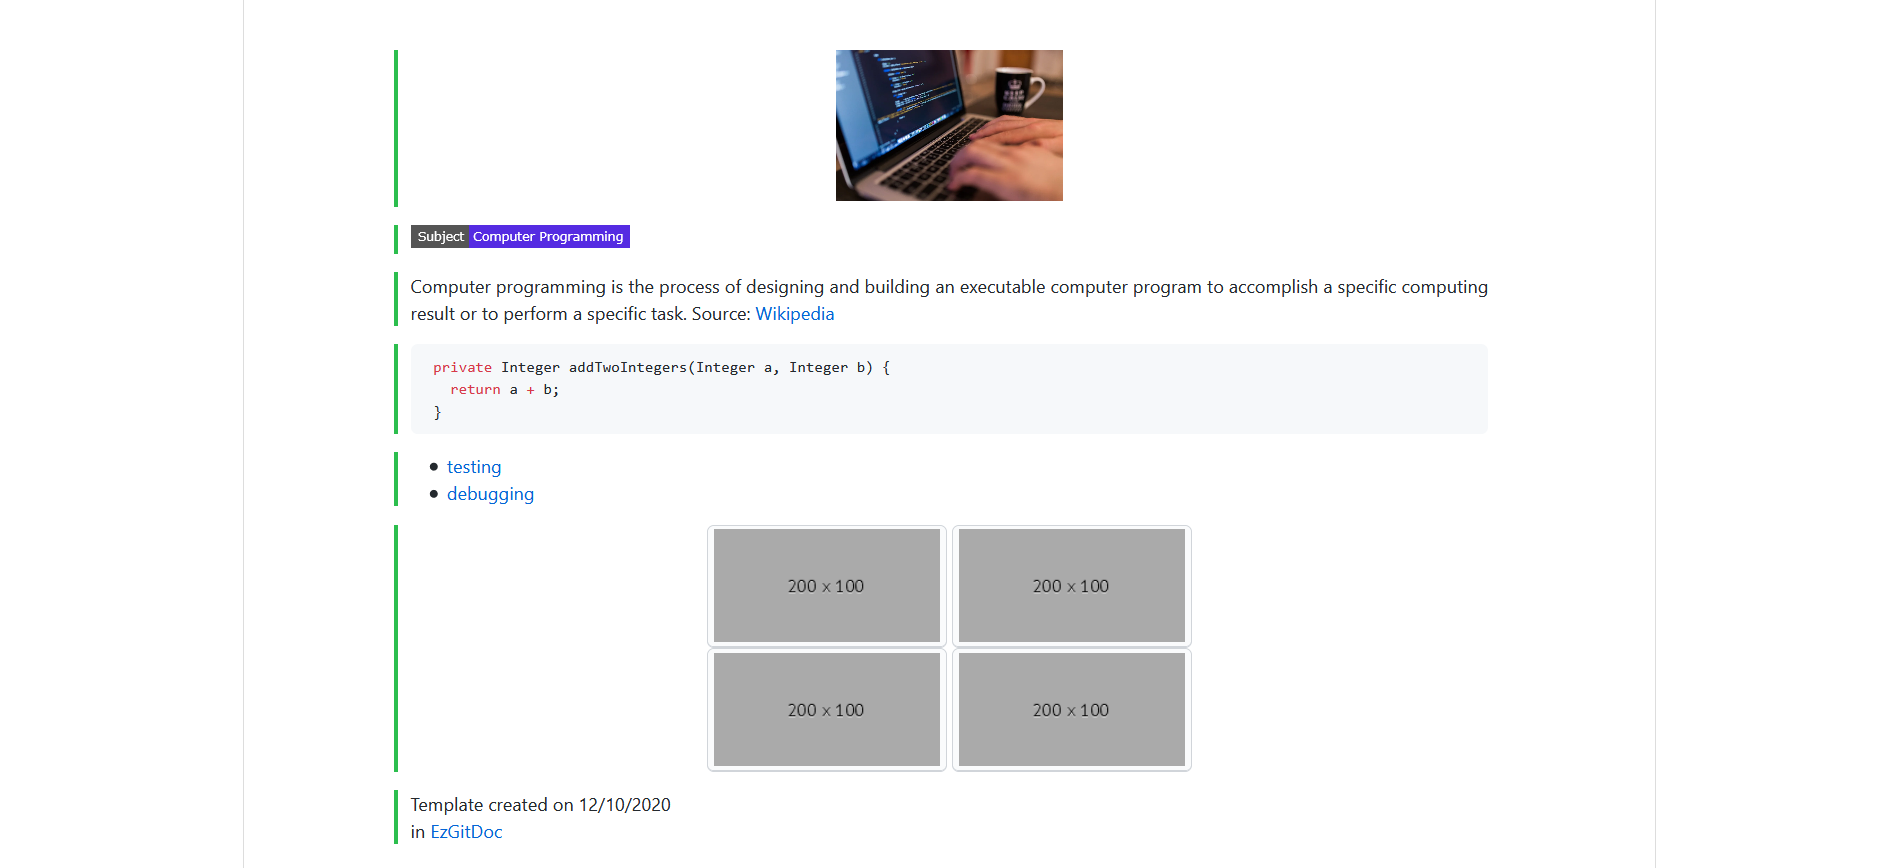 KEEP
CALM
Subject Computer Programming
Computer programming is the process of designing and building an executable computer program to accomplish a specific computing
result or to perform a specific task. Source: Wikipedia
private Integer addTwoIntegers(Integer a, Integer b) {
  return a + b;
}
• testing
• debugging
200 x 100 200 x 100
200 x 100 200 x 100
Template created on 12/10/2020
in EzGitDoc